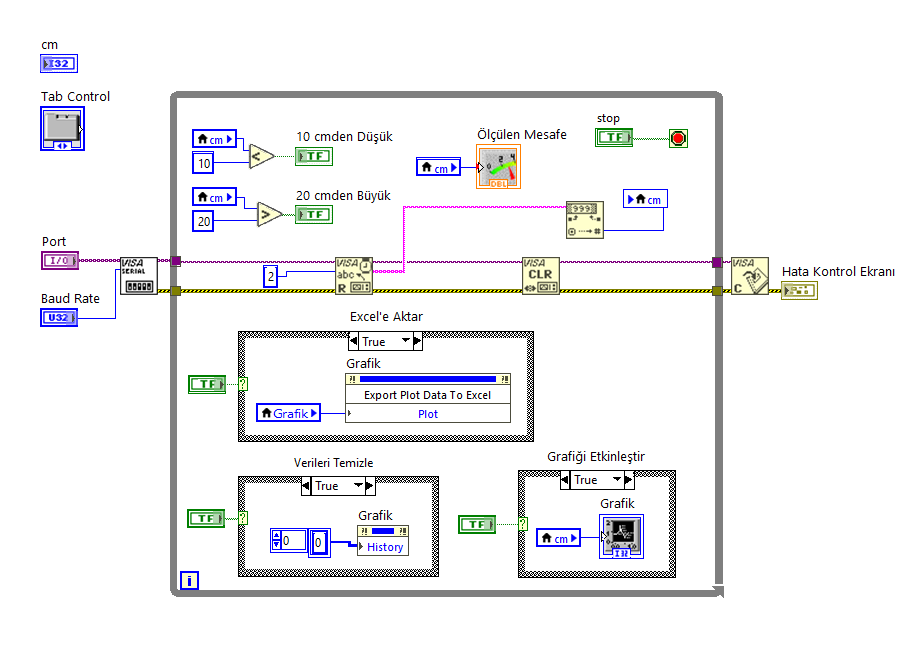 cm
I32
Tab Control
stop
TF
cm
10
<
10 cmden Düşük
TF
Ölçülen Mesafe
cm
DBL
cm
20
>
20 cmden Büyük
TF
999
cm
Port
I/O
VISA
SERIAL
2
VISA
abc
R
VISA
CLR
VISA
C
Hata Kontrol Ekranı
Baud Rate
U32
Excel'e Aktar
True
TF
?
Grafik
?! ?!
Export Plot Data To Excel
Grafik
Plot
Verileri Temizle
True
TF
?
Grafik
?! ?!
0
0
History
Grafiği Etkinleştir
True
TF
?
Grafik
cm
I32
i